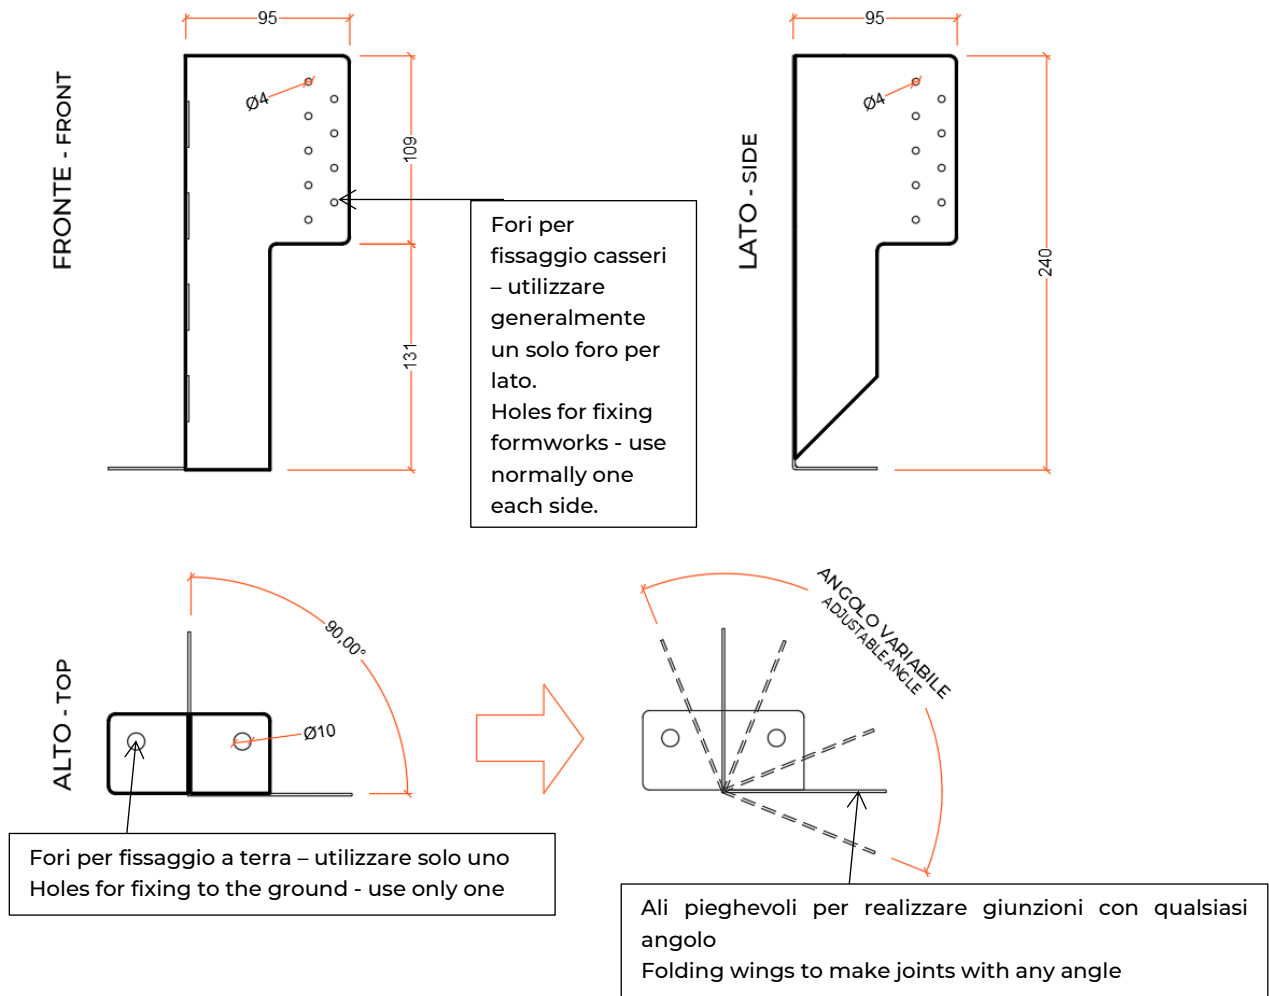 95
95
FRONTE - FRONT
Ø4
109
131
Fori per
fissaggio casseri
– utilizzare
generalmente
un solo foro per
lato.
Holes for fixing
formworks - use
normally one
each side.
LATO - SIDE
Ø4
240
ALTO - TOP
90,00°
Ø10
ANGOLO VARIABILE
ADJUSTABLE ANGLE
Fori per fissaggio a terra – utilizzare solo uno
Holes for fixing to the ground - use only one
Ali pieghevoli per realizzare giunzioni con qualsiasi
angolo
Folding wings to make joints with any angle